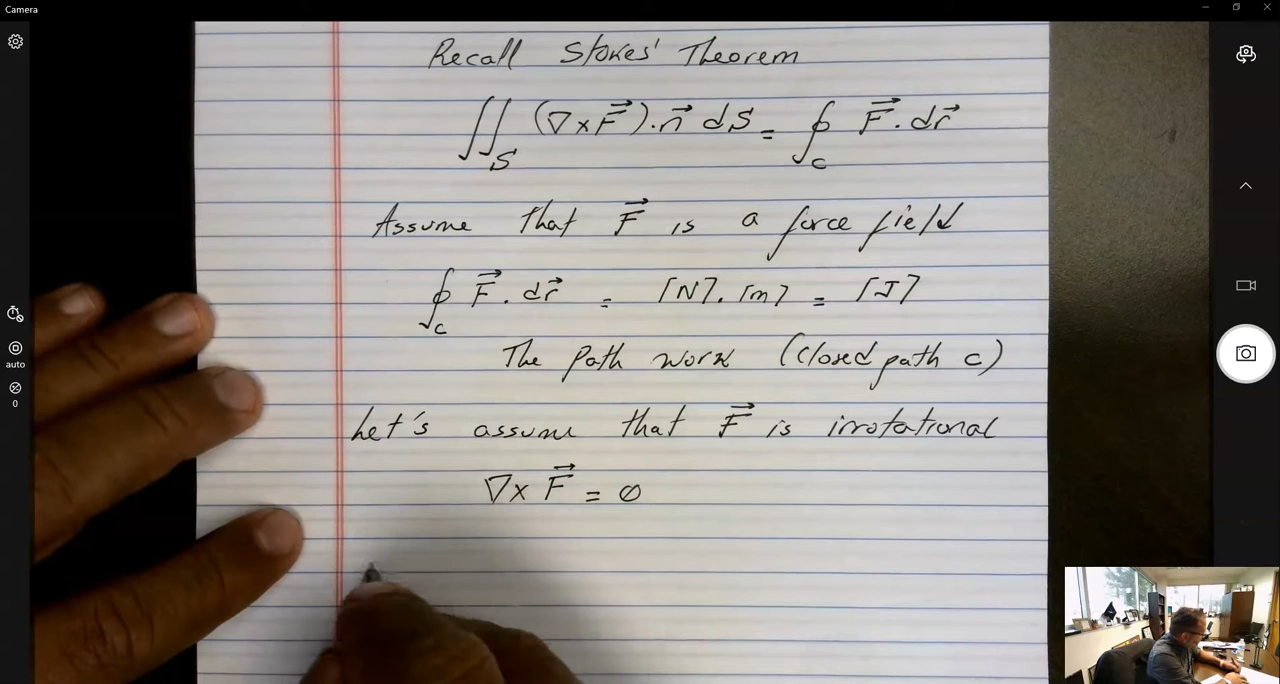 Camera
Recall Stokes' Theorem
∬_S (∇×F⃗).n⃗ dS = ∮_C F⃗.dr⃗
Assume that F⃗ is a force field
∮_C F⃗.dr⃗ = [N].[m] = [J]
The path work (closed path c)
Let's assume that F⃗ is irrotational
∇×F⃗ = 0
auto
0